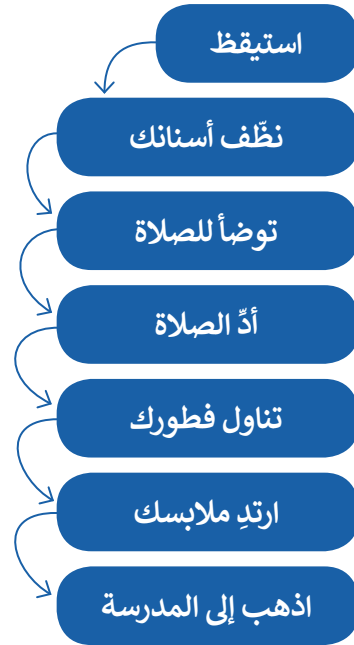 استيقظ
نظّف أسنانك
توضأ للصلاة
أدِّ الصلاة
تناول فطورك
ارتدِ ملابسك
اذهب إلى المدرسة